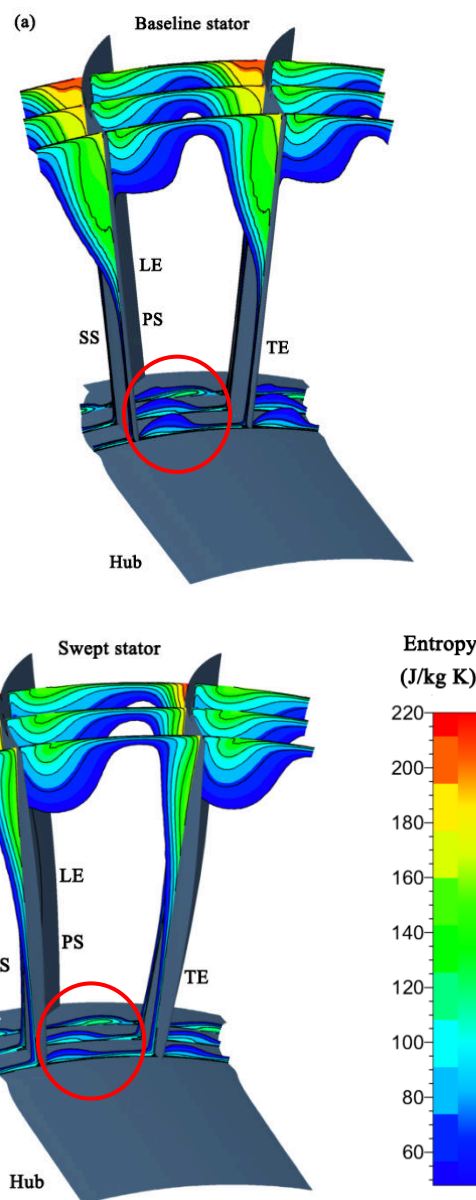 (a)
Baseline stator
LE
PS
SS
TE
Hub
Swept stator
Entropy
(J/kg K)
220
200
180
160
140
120
100
80
60
LE
PS
S
TE
Hub